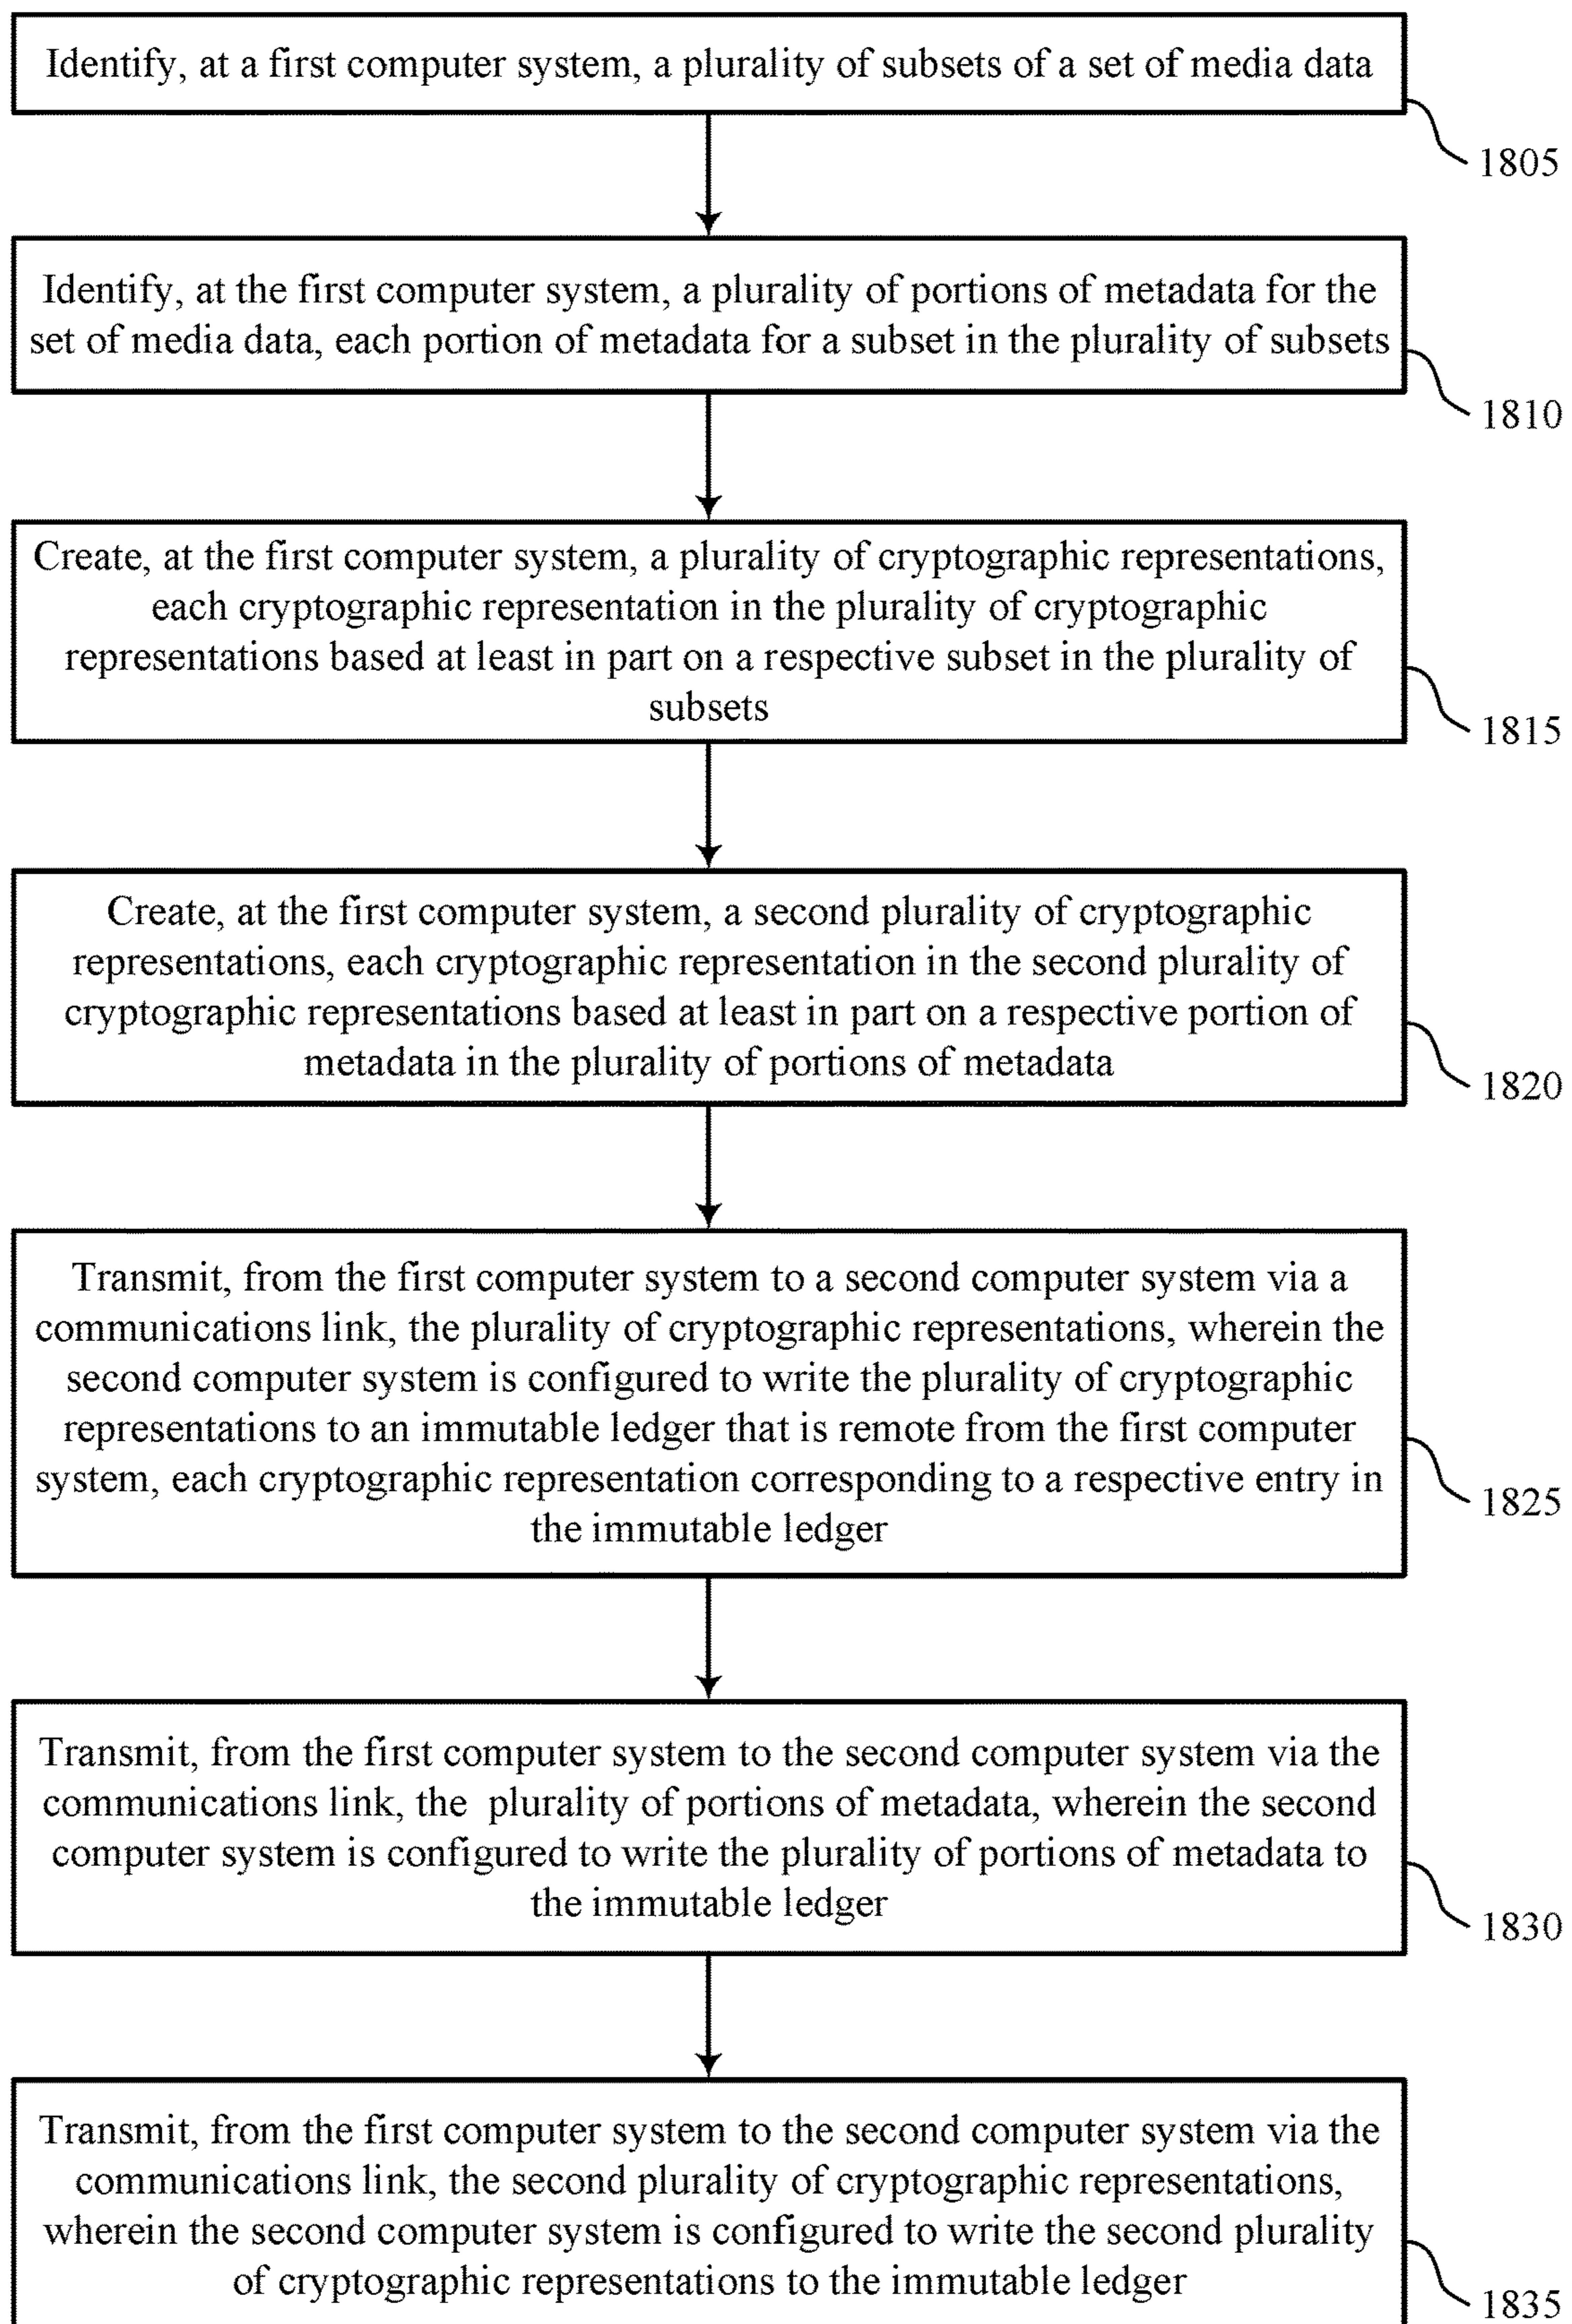 Identify, at a first computer system, a plurality of subsets of a set of media data
1805
Identify, at the first computer system, a plurality of portions of metadata for the
set of media data, each portion of metadata for a subset in the plurality of subsets
1810
Create, at the first computer system, a plurality of cryptographic representations,
each cryptographic representation in the plurality of cryptographic
representations based at least in part on a respective subset in the plurality of
subsets
1815
Create, at the first computer system, a second plurality of cryptographic
representations, each cryptographic representation in the second plurality of
cryptographic representations based at least in part on a respective portion of
metadata in the plurality of portions of metadata
1820
Transmit, from the first computer system to a second computer system via a
communications link, the plurality of cryptographic representations, wherein the
second computer system is configured to write the plurality of cryptographic
representations to an immutable ledger that is remote from the first computer
system, each cryptographic representation corresponding to a respective entry in
the immutable ledger
1825
Transmit, from the first computer system to the second computer system via the
communications link, the plurality of portions of metadata, wherein the second
computer system is configured to write the plurality of portions of metadata to
the immutable ledger
1830
Transmit, from the first computer system to the second computer system via the
communications link, the second plurality of cryptographic representations,
wherein the second computer system is configured to write the second plurality
of cryptographic representations to the immutable ledger
1835